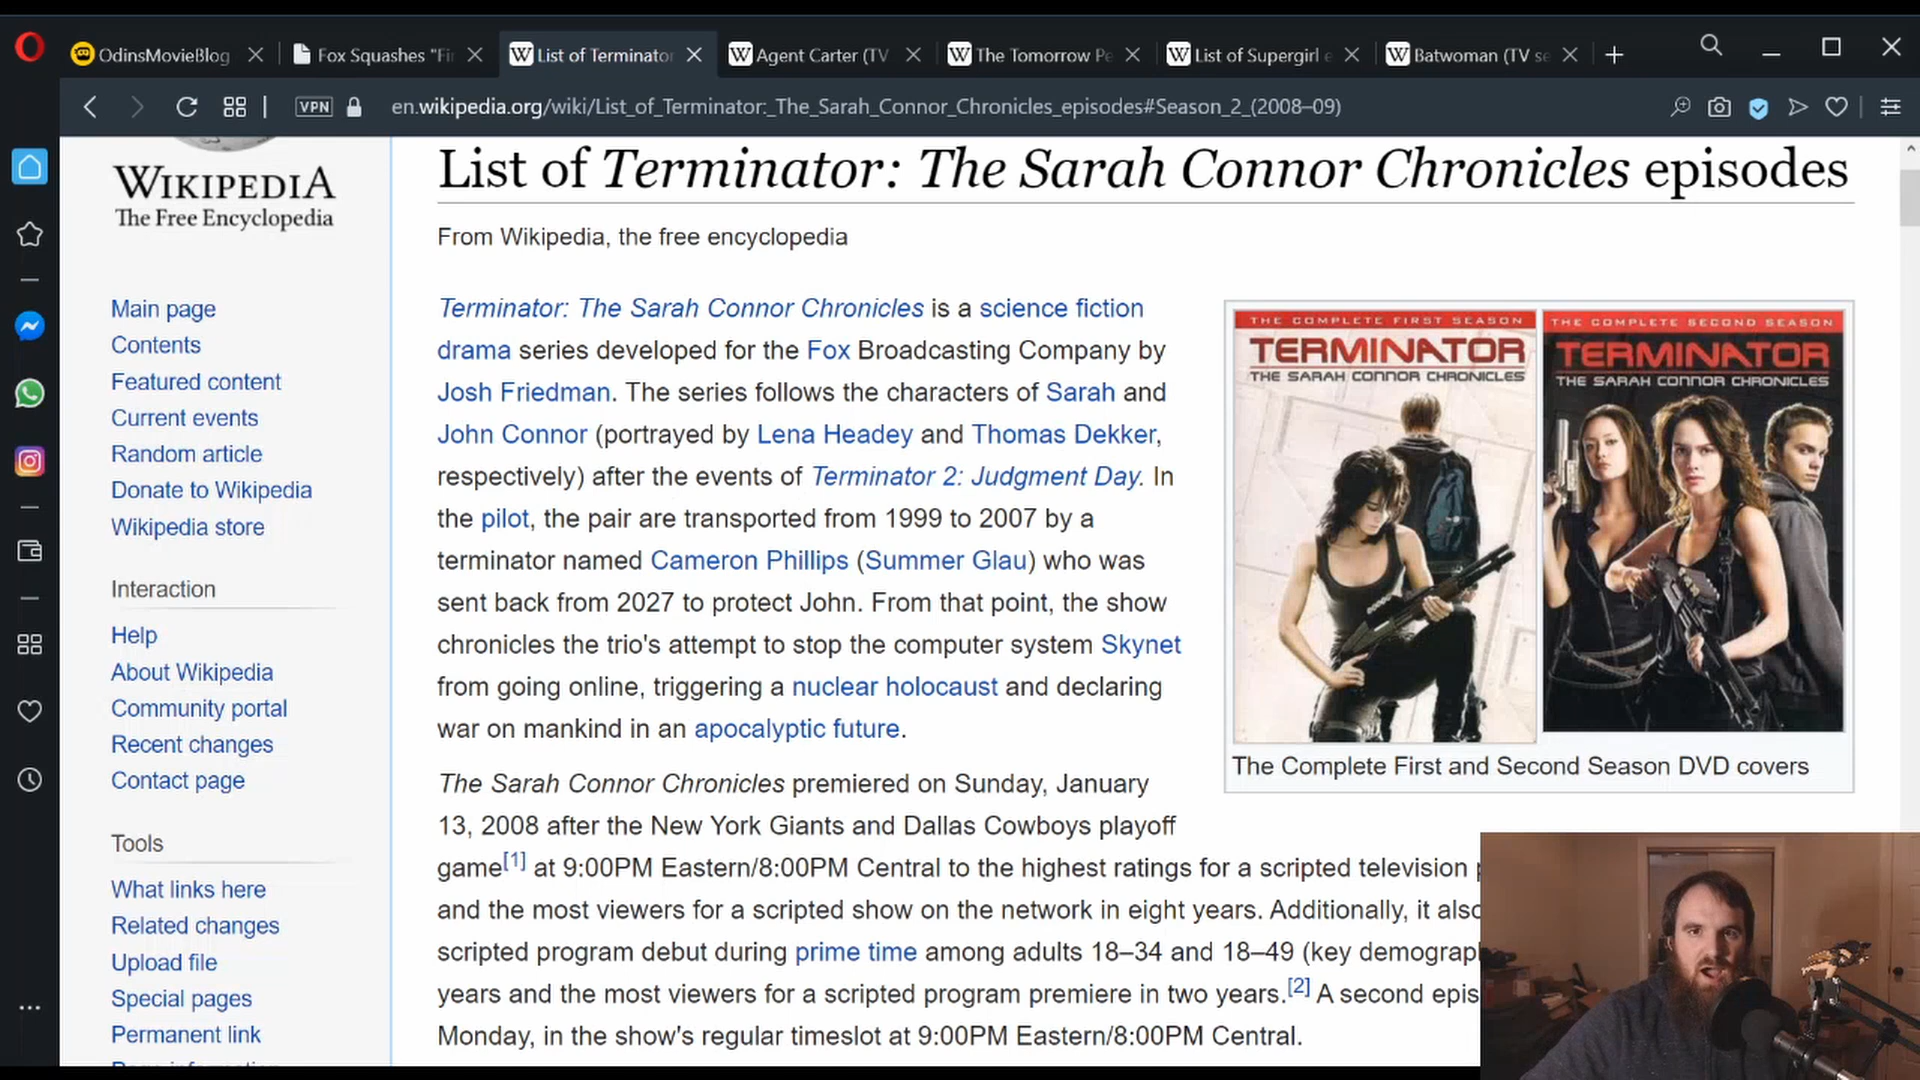 OdinsMovieBlog
Fox Squashes "Fir
List of Terminator
Agent Carter (TV
The Tomorrow Pe
List of Supergirl e
Batwoman (TV se
VPN
en.wikipedia.org/wiki/List_of_Terminator:_The_Sarah_Connor_Chronicles_episodes#Season_2_(2008–09)
WIKIPEDIA
The Free Encyclopedia
Main page
Contents
Featured content
Current events
Random article
Donate to Wikipedia
Wikipedia store
Interaction
Help
About Wikipedia
Community portal
Recent changes
Contact page
Tools
What links here
Related changes
Upload file
Special pages
Permanent link
List of Terminator: The Sarah Connor Chronicles episodes
From Wikipedia, the free encyclopedia
Terminator: The Sarah Connor Chronicles is a science fiction
drama series developed for the Fox Broadcasting Company by
Josh Friedman. The series follows the characters of Sarah and
John Connor (portrayed by Lena Headey and Thomas Dekker,
respectively) after the events of Terminator 2: Judgment Day. In
the pilot, the pair are transported from 1999 to 2007 by a
terminator named Cameron Phillips (Summer Glau) who was
sent back from 2027 to protect John. From that point, the show
chronicles the trio's attempt to stop the computer system Skynet
from going online, triggering a nuclear holocaust and declaring
war on mankind in an apocalyptic future.
The Sarah Connor Chronicles premiered on Sunday, January
13, 2008 after the New York Giants and Dallas Cowboys playoff
game[1] at 9:00PM Eastern/8:00PM Central to the highest ratings for a scripted television
and the most viewers for a scripted show on the network in eight years. Additionally, it also
scripted program debut during prime time among adults 18–34 and 18–49 (key demograp
years and the most viewers for a scripted program premiere in two years.[2] A second epis
Monday, in the show's regular timeslot at 9:00PM Eastern/8:00PM Central.
THE COMPLETE FIRST SEASON
TERMINATOR
THE SARAH CONNOR CHRONICLES
THE COMPLETE SECOND SEASON
TERMINATOR
THE SARAH CONNOR CHRONICLES
The Complete First and Second Season DVD covers